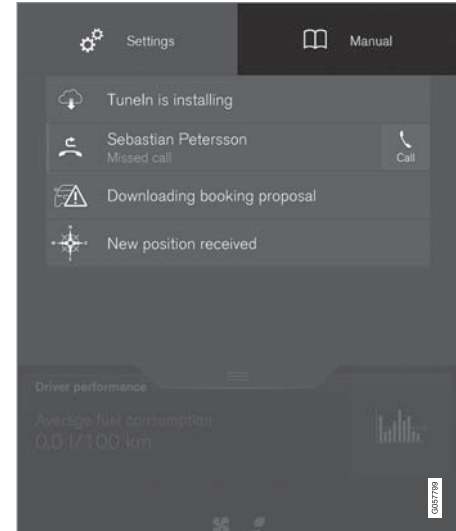 Settings
Manual
TuneIn is installing
Sebastian Petersson
Missed call
Call
Downloading booking proposal
New position received
Driver performance
Average fuel consumption
0.0 l/100 km
G057799